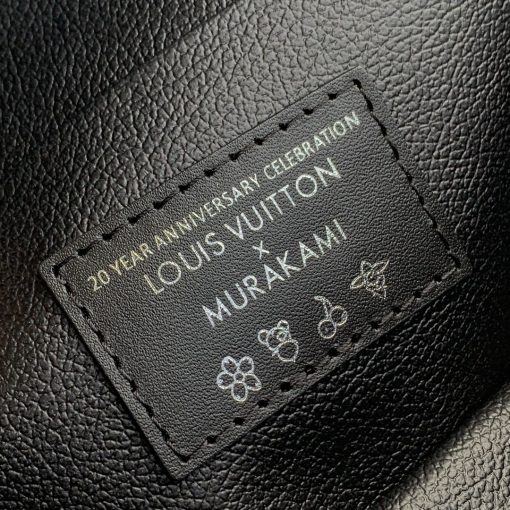 20 YEAR ANNIVERSARY CELEBRATION
LOUIS VUITTON
×
MURAKAMI